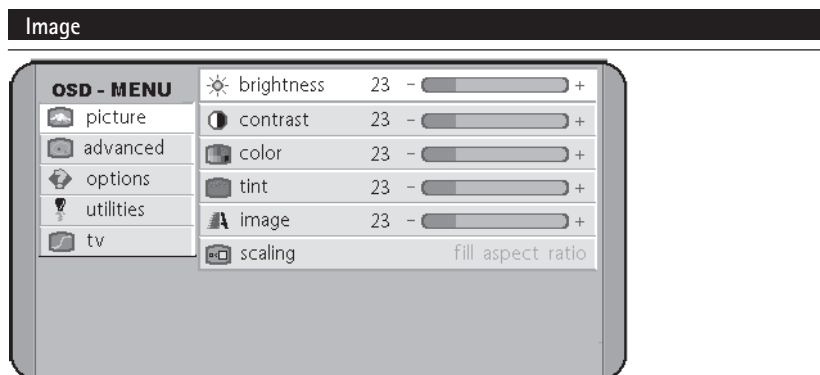 Image
OSD - MENU
picture
advanced
options
utilities
tv
brightness 23 - +
contrast 23 - +
color 23 - +
tint 23 - +
image 23 - +
scaling fill aspect ratio